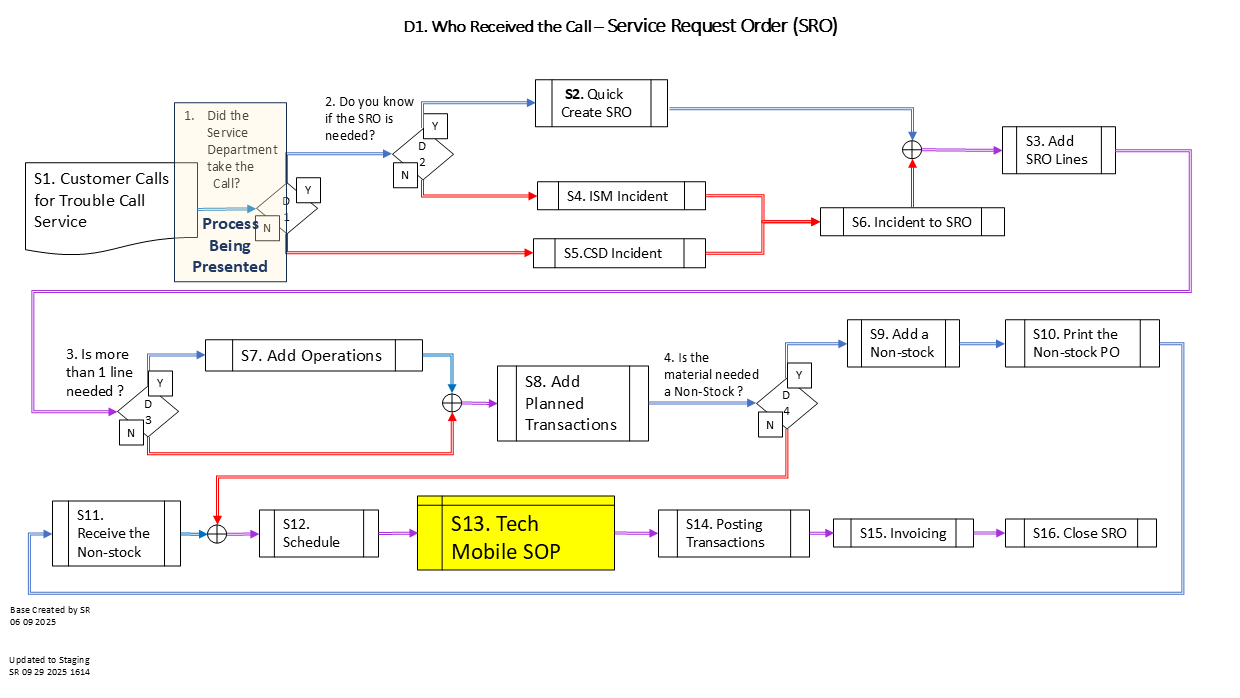 D1. Who Received the Call – Service Request Order (SRO)
1. Did the
Service
Department
take the
Call?
S1. Customer Calls
for Trouble Call
Service
D
1
Y
N
Process
Being
Presented
2. Do you know
if the SRO is
needed?
D
2
Y
N
S2. Quick
Create SRO
S3. Add
SRO Lines
S4. ISM Incident
S5.CSD Incident
S6. Incident to SRO
3. Is more
than 1 line
needed ?
D
3
Y
N
S7. Add Operations
S8. Add
Planned
Transactions
4. Is the
material needed
a Non-Stock ?
D
4
Y
N
S9. Add a
Non-stock
S10. Print the
Non-stock PO
S11.
Receive the
Non-stock
S12.
Schedule
S13. Tech
Mobile SOP
S14. Posting
Transactions
S15. Invoicing
S16. Close SRO
Base Created by SR
06 09 2025
Updated to Staging
SR 09 29 2025 1614